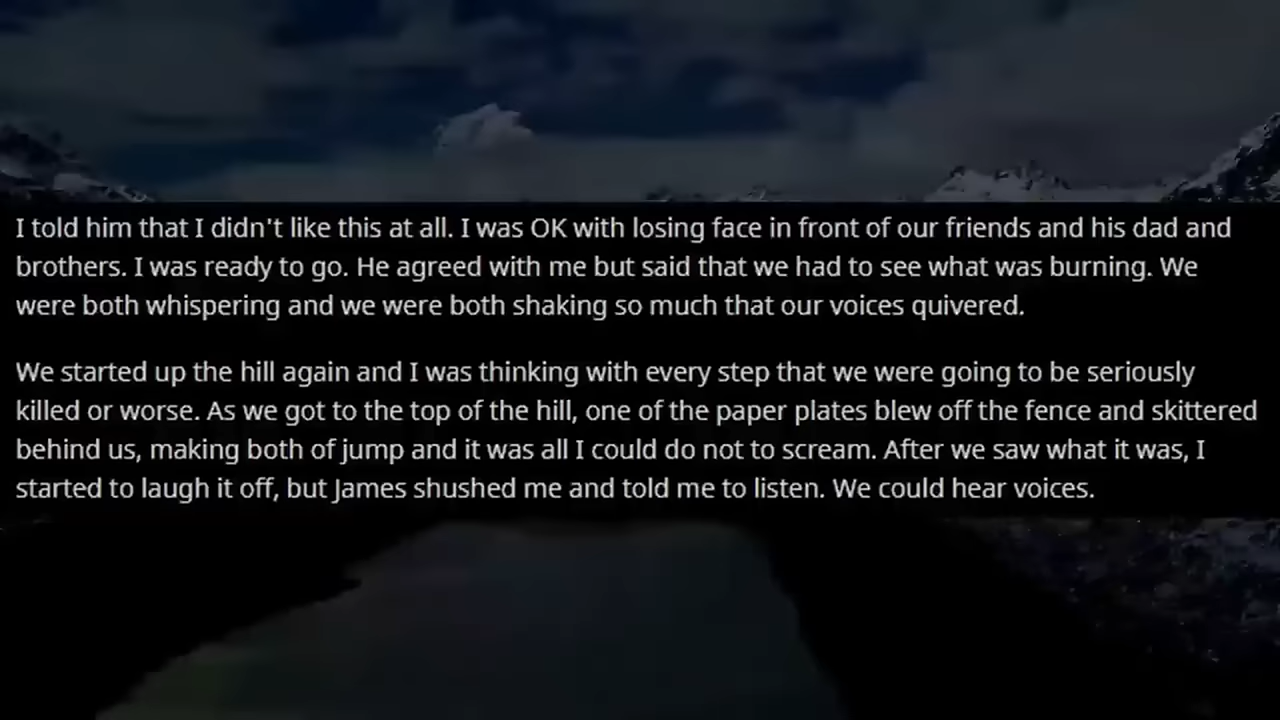 I told him that I didn't like this at all. I was OK with losing face in front of our friends and his dad and
brothers. I was ready to go. He agreed with me but said that we had to see what was burning. We
were both whispering and we were both shaking so much that our voices quivered.
We started up the hill again and I was thinking with every step that we were going to be seriously
killed or worse. As we got to the top of the hill, one of the paper plates blew off the fence and skittered
behind us, making both of jump and it was all I could do not to scream. After we saw what it was, I
started to laugh it off, but James shushed me and told me to listen. We could hear voices.